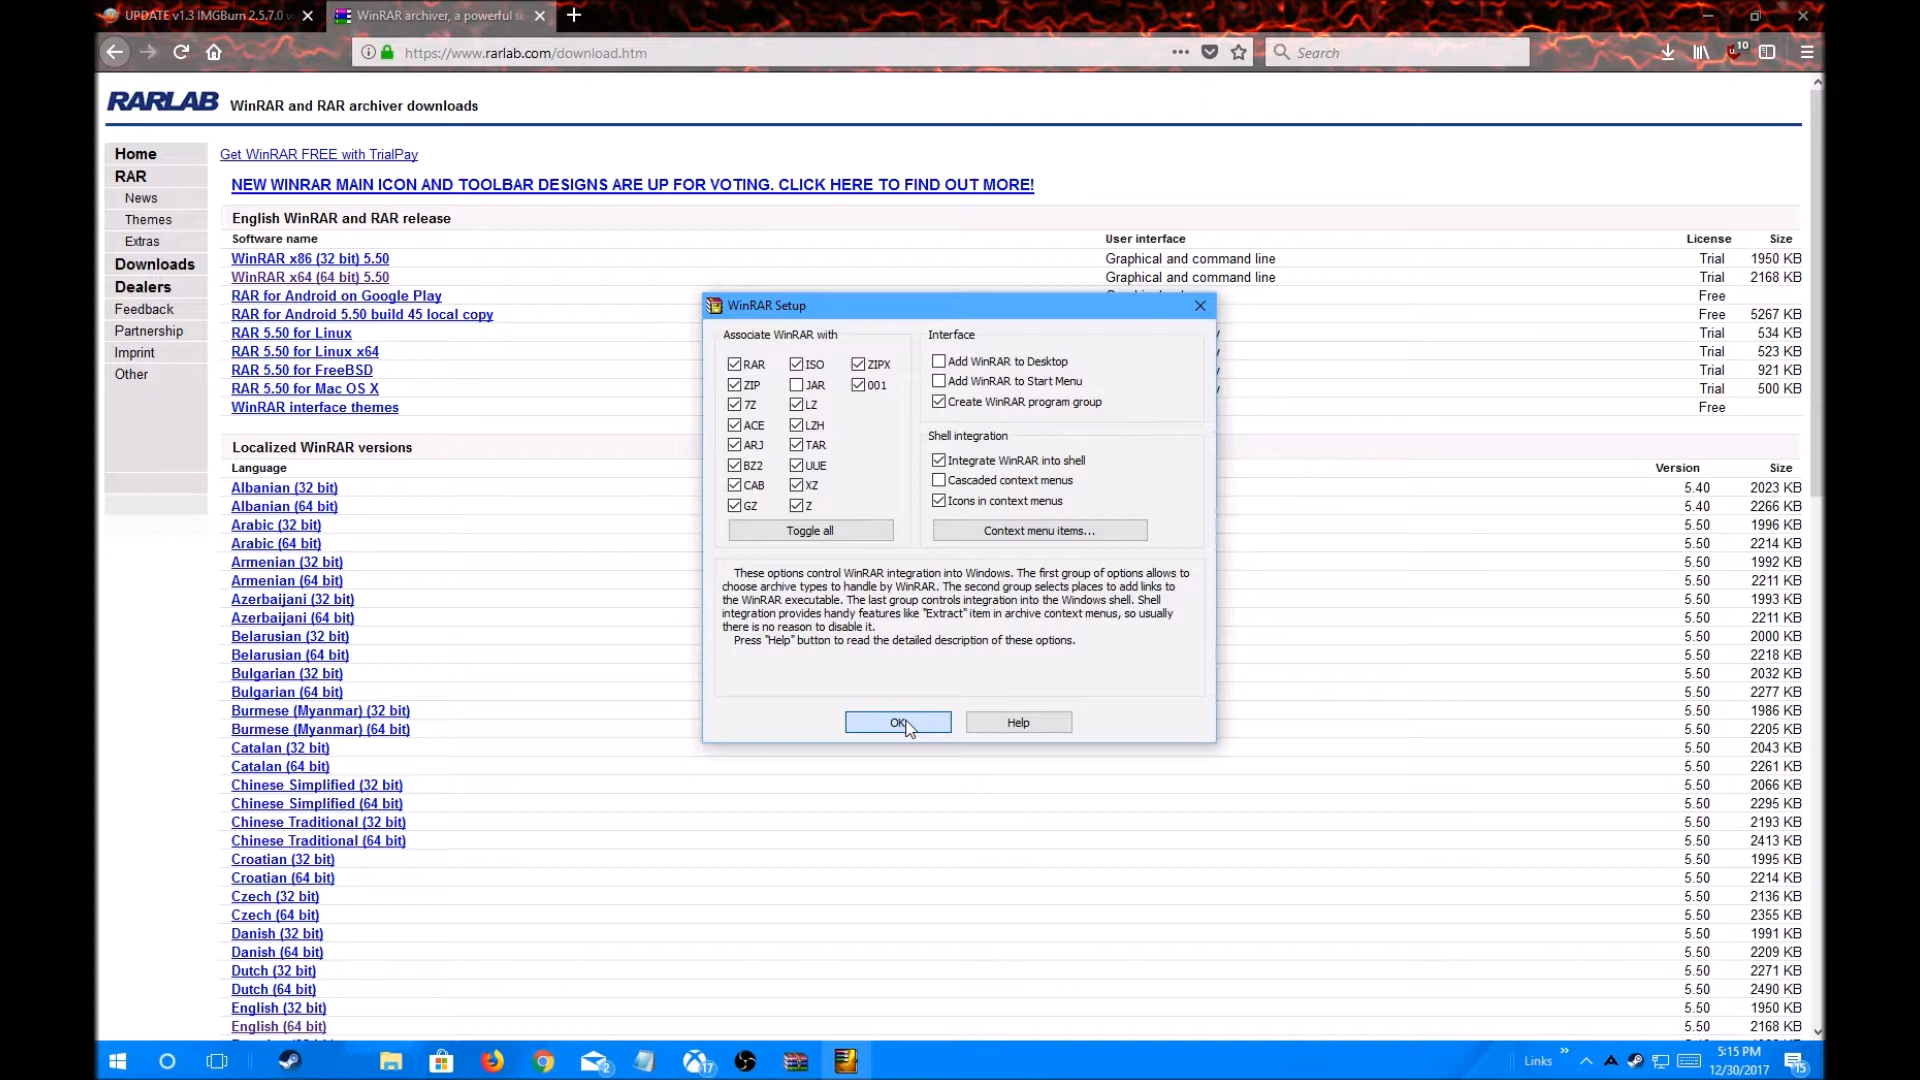 UPDATE v1.3 IMGBurn 2.5.7.0
WinRAR archiver, a powerful
https://www.rarlab.com/download.htm
Search
10
RARLAB WinRAR and RAR archiver downloads
Home
RAR
News
Themes
Extras
Downloads
Dealers
Feedback
Partnership
Imprint
Other
Get WinRAR FREE with TrialPay
NEW WINRAR MAIN ICON AND TOOLBAR DESIGNS ARE UP FOR VOTING. CLICK HERE TO FIND OUT MORE!
English WinRAR and RAR release
Software name User interface License Size
WinRAR x86 (32 bit) 5.50 Graphical and command line Trial 1950 KB
WinRAR x64 (64 bit) 5.50 Graphical and command line Trial 2168 KB
RAR for Android on Google Play Free
RAR for Android 5.50 build 45 local copy Free 5267 KB
RAR 5.50 for Linux Trial 534 KB
RAR 5.50 for Linux x64 Trial 523 KB
RAR 5.50 for FreeBSD Trial 921 KB
RAR 5.50 for Mac OS X Trial 500 KB
WinRAR interface themes Free
Localized WinRAR versions
Language Version Size
Albanian (32 bit) 5.40 2023 KB
Albanian (64 bit) 5.40 2266 KB
Arabic (32 bit) 5.50 1996 KB
Arabic (64 bit) 5.50 2214 KB
Armenian (32 bit) 5.50 1992 KB
Armenian (64 bit) 5.50 2211 KB
Azerbaijani (32 bit) 5.50 1993 KB
Azerbaijani (64 bit) 5.50 2211 KB
Belarusian (32 bit) 5.50 2000 KB
Belarusian (64 bit) 5.50 2218 KB
Bulgarian (32 bit) 5.50 2032 KB
Bulgarian (64 bit) 5.50 2277 KB
Burmese (Myanmar) (32 bit) 5.50 1986 KB
Burmese (Myanmar) (64 bit) 5.50 2205 KB
Catalan (32 bit) 5.50 2043 KB
Catalan (64 bit) 5.50 2261 KB
Chinese Simplified (32 bit) 5.50 2066 KB
Chinese Simplified (64 bit) 5.50 2295 KB
Chinese Traditional (32 bit) 5.50 2193 KB
Chinese Traditional (64 bit) 5.50 2413 KB
Croatian (32 bit) 5.50 1995 KB
Croatian (64 bit) 5.50 2214 KB
Czech (32 bit) 5.50 2136 KB
Czech (64 bit) 5.50 2355 KB
Danish (32 bit) 5.50 1991 KB
Danish (64 bit) 5.50 2209 KB
Dutch (32 bit) 5.50 2271 KB
Dutch (64 bit) 5.50 2490 KB
English (32 bit) 5.50 1950 KB
English (64 bit) 5.50 2168 KB
WinRAR Setup
Associate WinRAR with
RAR ISO ZIPX
ZIP JAR 001
7Z LZ
ACE LZH
ARJ TAR
BZ2 UUE
CAB XZ
GZ Z
Toggle all
Interface
Add WinRAR to Desktop
Add WinRAR to Start Menu
Create WinRAR program group
Shell integration
Integrate WinRAR into shell
Cascaded context menus
Icons in context menus
Context menu items...
These options control WinRAR integration into Windows. The first group of options allows to
choose archive types to handle by WinRAR. The second group selects places to add links to
the WinRAR executable. The last group controls integration into the Windows shell. Shell
integration provides handy features like "Extract" item in archive context menus, so usually
there is no reason to disable it.
Press "Help" button to read the detailed description of these options.
OK Help
2
17
Links
5:15 PM
12/30/2017
15